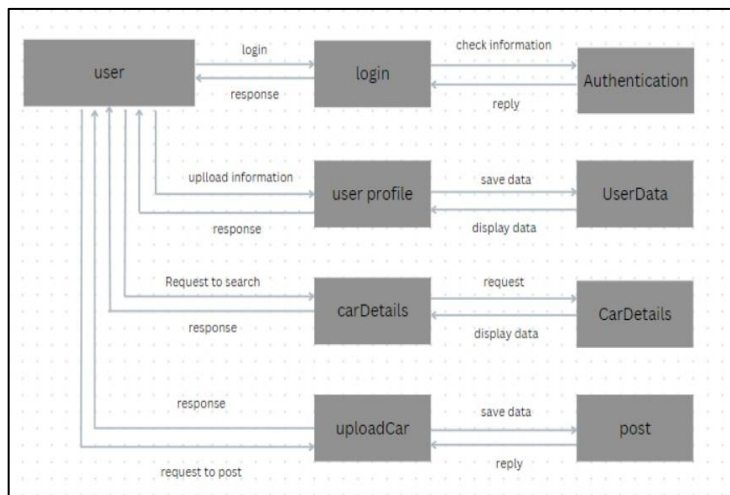 login
check information
user
login
Authentication
response
reply
uplload information
save data
user profile
UserData
response
display data
Request to search
request
carDetails
CarDetails
response
display data
response
save data
uploadCar
post
request to post
reply